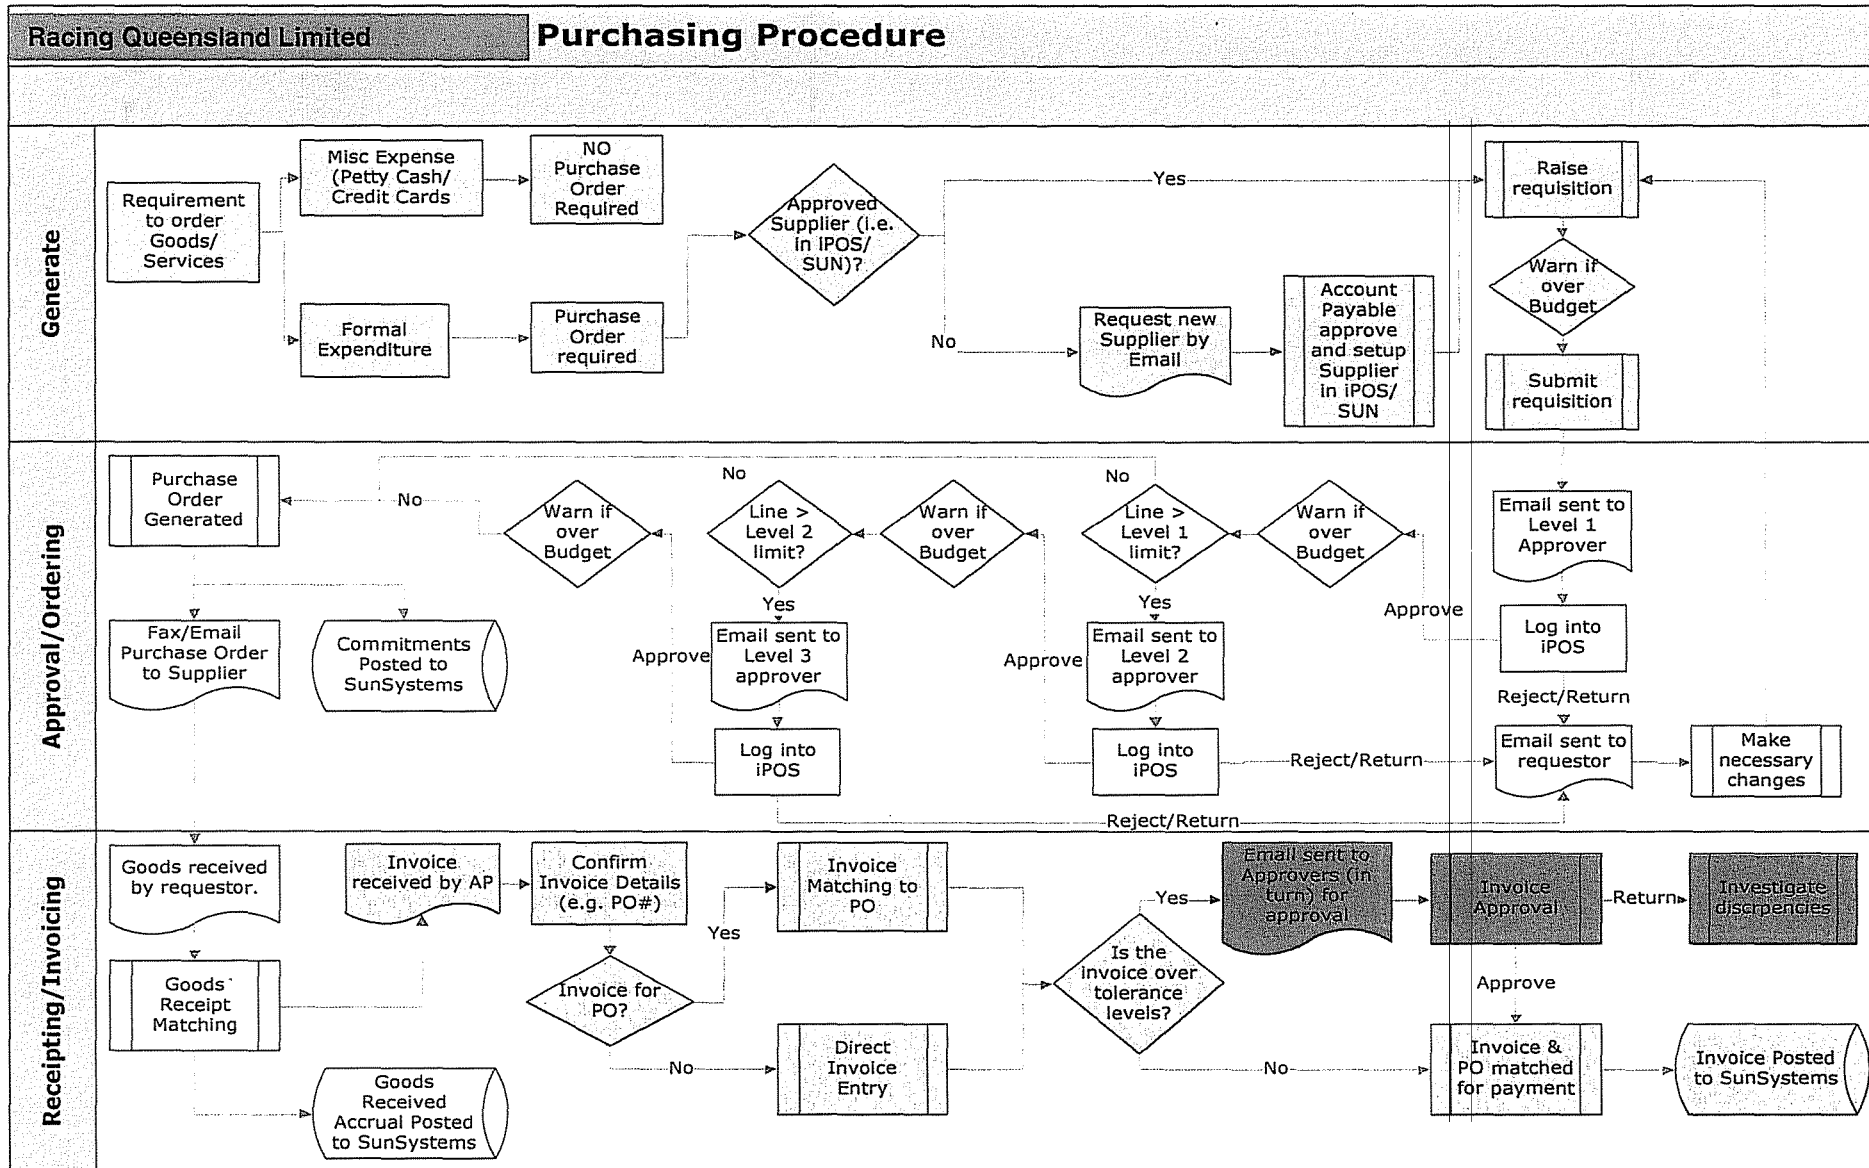 Racing Queensland Limited
Purchasing Procedure
Generate
Requirement
to order
Goods/
Services
Misc Expense
(Petty Cash/
Credit Cards
NO
Purchase
Order
Required
Formal
Expenditure
Purchase
Order
required
Approved
Supplier (i.e.
in iPOS/
SUN)?
Yes
No
Request new
Supplier by
Email
Account
Payable
approve
and setup
Supplier
in iPOS/
SUN
Raise
requisition
Warn if
over
Budget
Submit
requisition
Approval/Ordering
Purchase
Order
Generated
No
Warn if
over
Budget
No
Line >
Level 2
limit?
Warn if
over
Budget
No
Line >
Level 1
limit?
Warn if
over
Budget
Email sent to
Level 1
Approver
Yes
Yes
Approve
Fax/Email
Purchase Order
to Supplier
Commitments
Posted to
SunSystems
Approve
Email sent to
Level 3
approver
Approve
Email sent to
Level 2
approver
Log into
iPOS
Reject/Return
Log into
iPOS
Log into
iPOS
Reject/Return
Email sent to
requestor
Make
necessary
changes
Reject/Return
Receipting/Invoicing
Goods received
by requestor.
Invoice
received by AP
Confirm
Invoice Details
(e.g. PO#)
Invoice
Matching to
PO
Yes
Email sent to
Approvers (in
turn) for
approval
Invoice
Approval
Return
Investigate
discrpencies
Goods
Receipt
Matching
Invoice for
PO?
Yes
Is the
invoice over
tolerance
levels?
Approve
No
Direct
Invoice
Entry
No
Invoice &
PO matched
for payment
Invoice Posted
to SunSystems
Goods
Received
Accrual Posted
to SunSystems